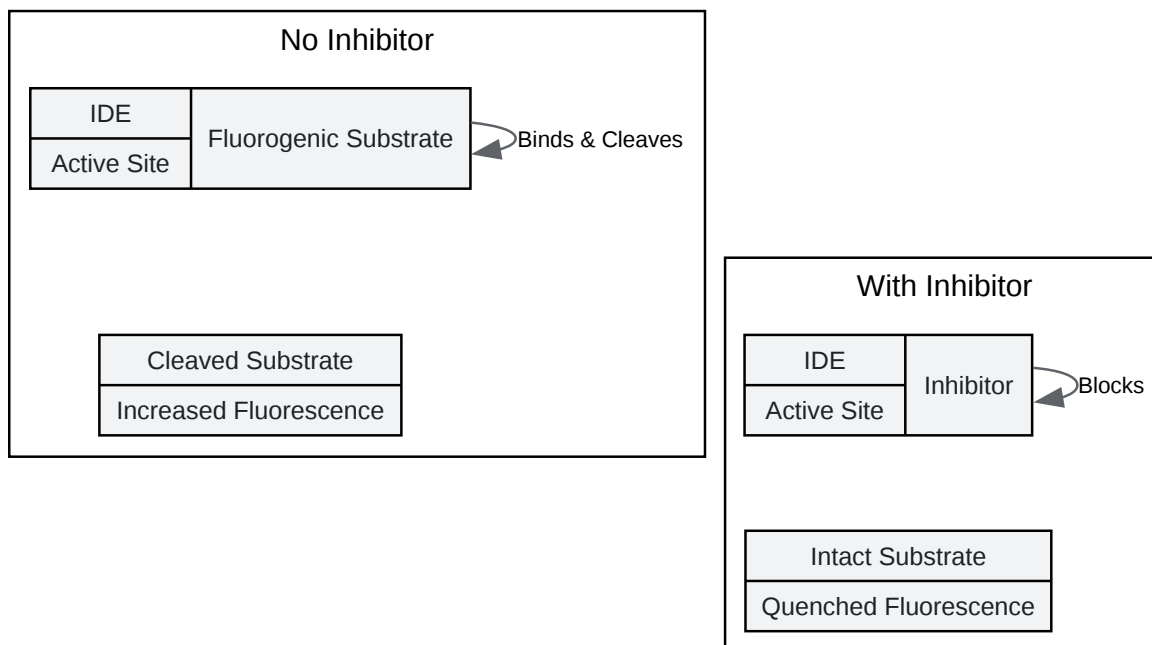 No Inhibitor
IDE
Active Site
Fluorogenic Substrate
Binds & Cleaves
Cleaved Substrate
Increased Fluorescence
With Inhibitor
IDE
Active Site
Inhibitor
Blocks
Intact Substrate
Quenched Fluorescence